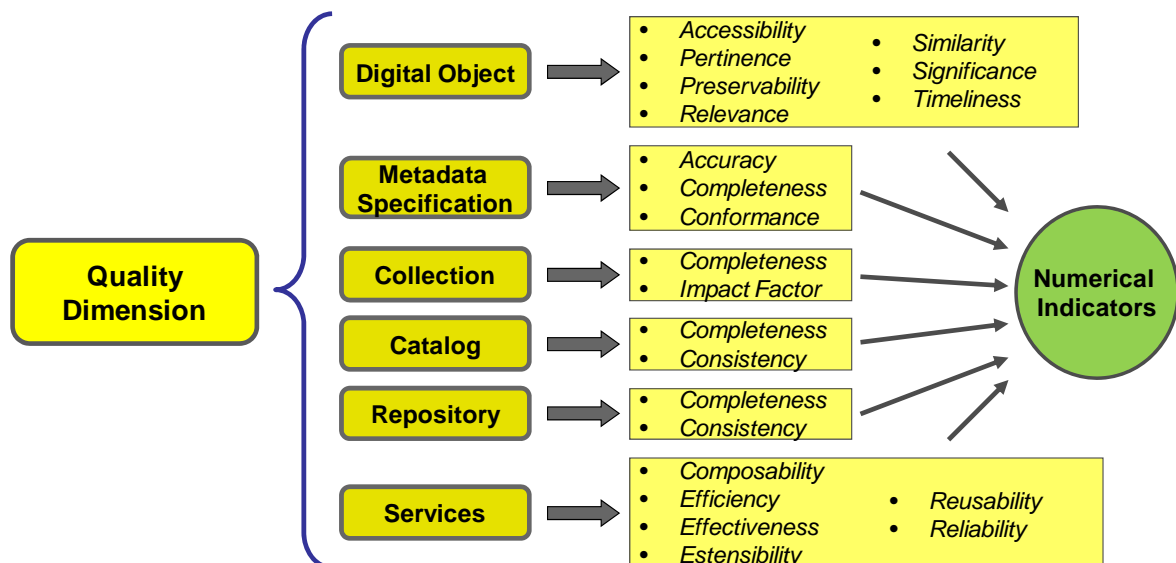 Quality
Dimension
Digital Object
• Accessibility
• Pertinence
• Preservability
• Relevance
• Similarity
• Significance
• Timeliness
Metadata
Specification
• Accuracy
• Completeness
• Conformance
Collection
• Completeness
• Impact Factor
Catalog
• Completeness
• Consistency
Repository
• Completeness
• Consistency
Services
• Composability
• Efficiency
• Effectiveness
• Estensibility
• Reusability
• Reliability
Numerical
Indicators